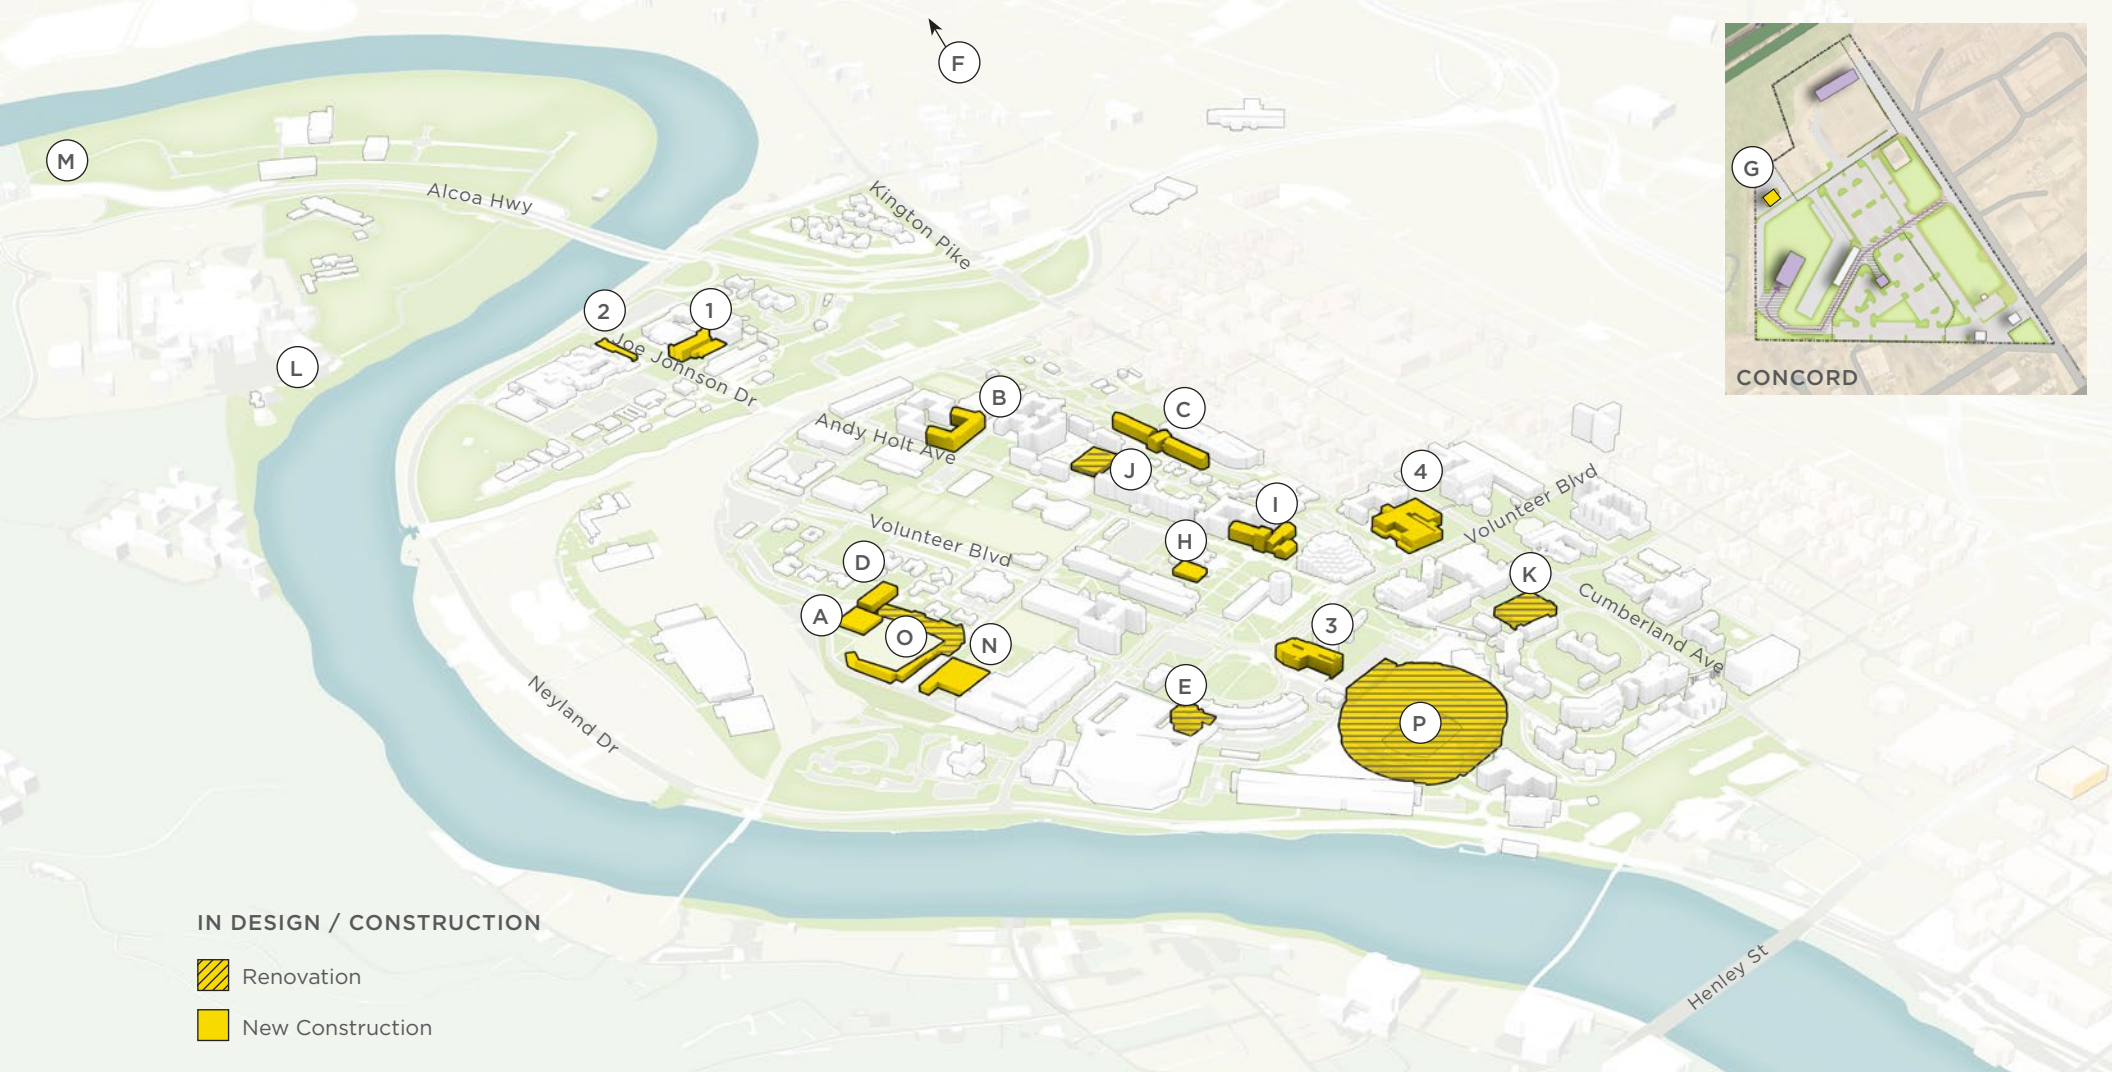 F
G
CONCORD
M
Alcoa Hwy
Kington Pike
L
2
1
Joe Johnson Dr
B
C
Andy Holt Ave
J
4
I
Volunteer Blvd
Volunteer Blvd
H
D
K
Cumberland Ave
A
O
N
3
E
P
Neyland Dr
Henley St
IN DESIGN / CONSTRUCTION
Renovation
New Construction